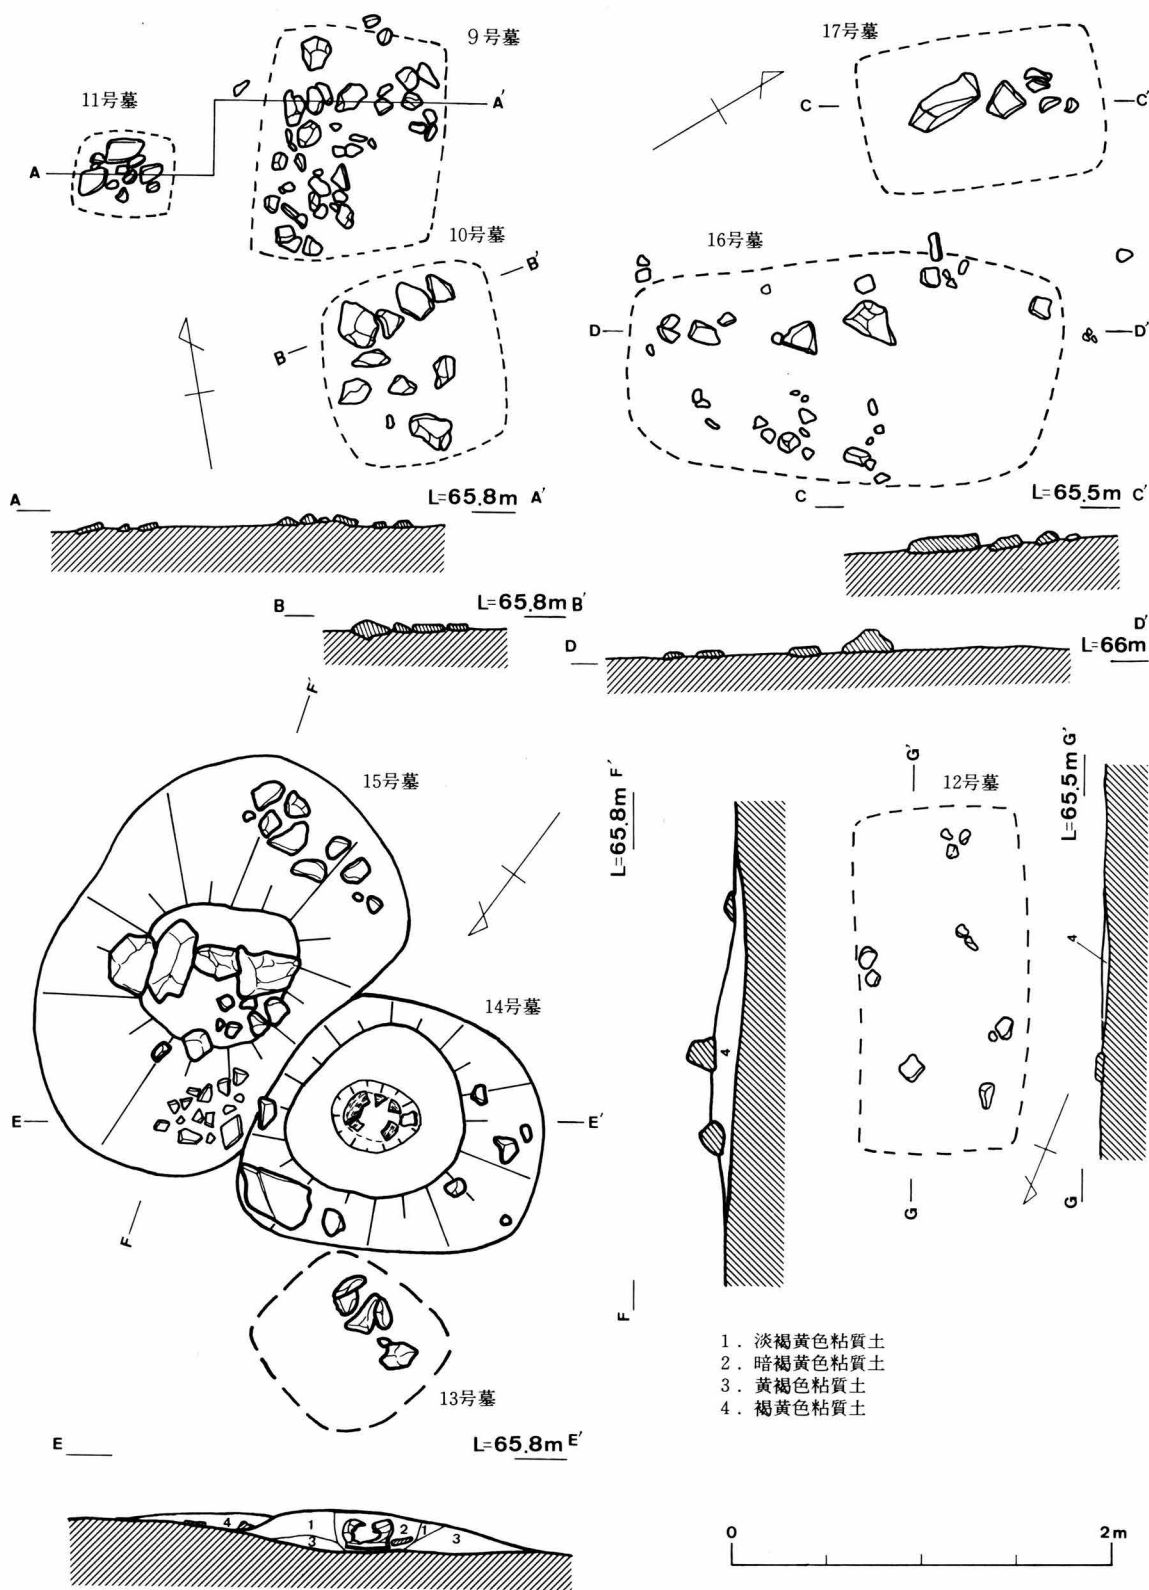 9号墓
17号墓
11号墓
A'
C
C'
A
10号墓
16号墓
B'
D
D'
B
A
L=65.8m A'
C
L=65.5m C'
B
L=65.8m B'
D
D'
L=66m
F'
15号墓
L=65.8m F'
G'
12号墓
L=65.5m G'
4
14号墓
4
E
E'
F
G
G
F
13号墓
1. 淡褐黄色粘質土
2. 暗褐黄色粘質土
3. 黄褐色粘質土
4. 褐黄色粘質土
E
L=65.8m E'
4 1 3 2 1 3
0 2m